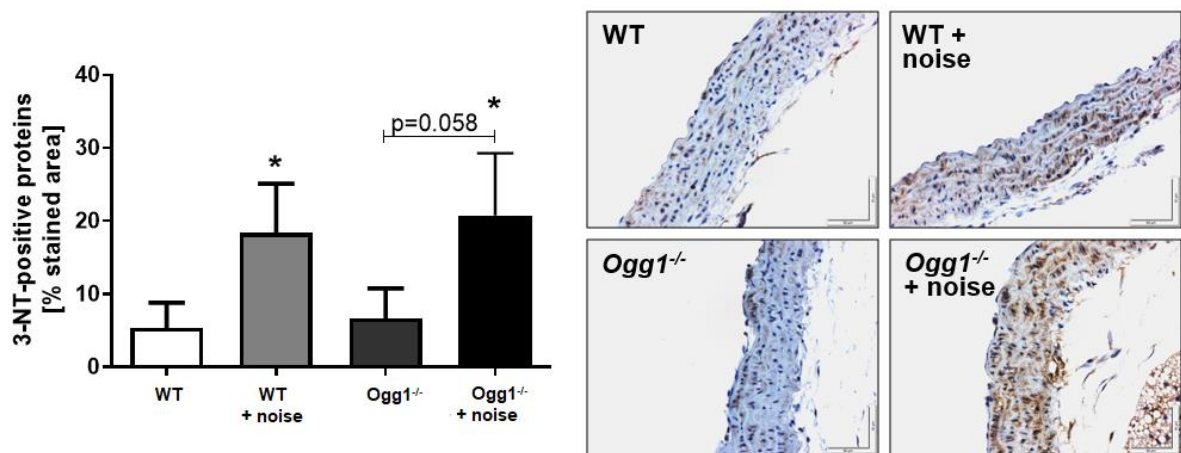 3-NT-positive proteins
[% stained area]
40
30
20
10
0
*
p=0.058
*
WT
WT
+ noise
Ogg1-/-
Ogg1-/-
+ noise
WT
WT +
noise
Ogg1-/-
Ogg1-/-
+ noise